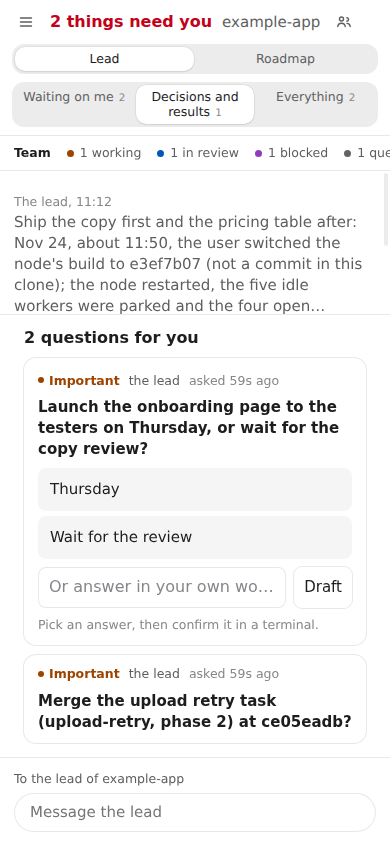 2 things need you example-app
Lead Roadmap
Waiting on me 2 Decisions and results 1 Everything 2
Team 1 working 1 in review 1 blocked 1 que
The lead, 11:12
Ship the copy first and the pricing table after:
Nov 24, about 11:50, the user switched the
node's build to e3ef7b07 (not a commit in this
clone); the node restarted, the five idle
workers were parked and the four open...
2 questions for you
Important the lead asked 59s ago
Launch the onboarding page to the
testers on Thursday, or wait for the
copy review?
Thursday
Wait for the review
Or answer in your own wo... Draft
Pick an answer, then confirm it in a terminal.
Important the lead asked 59s ago
Merge the upload retry task
(upload-retry, phase 2) at ce05eadb?
To the lead of example-app
Message the lead